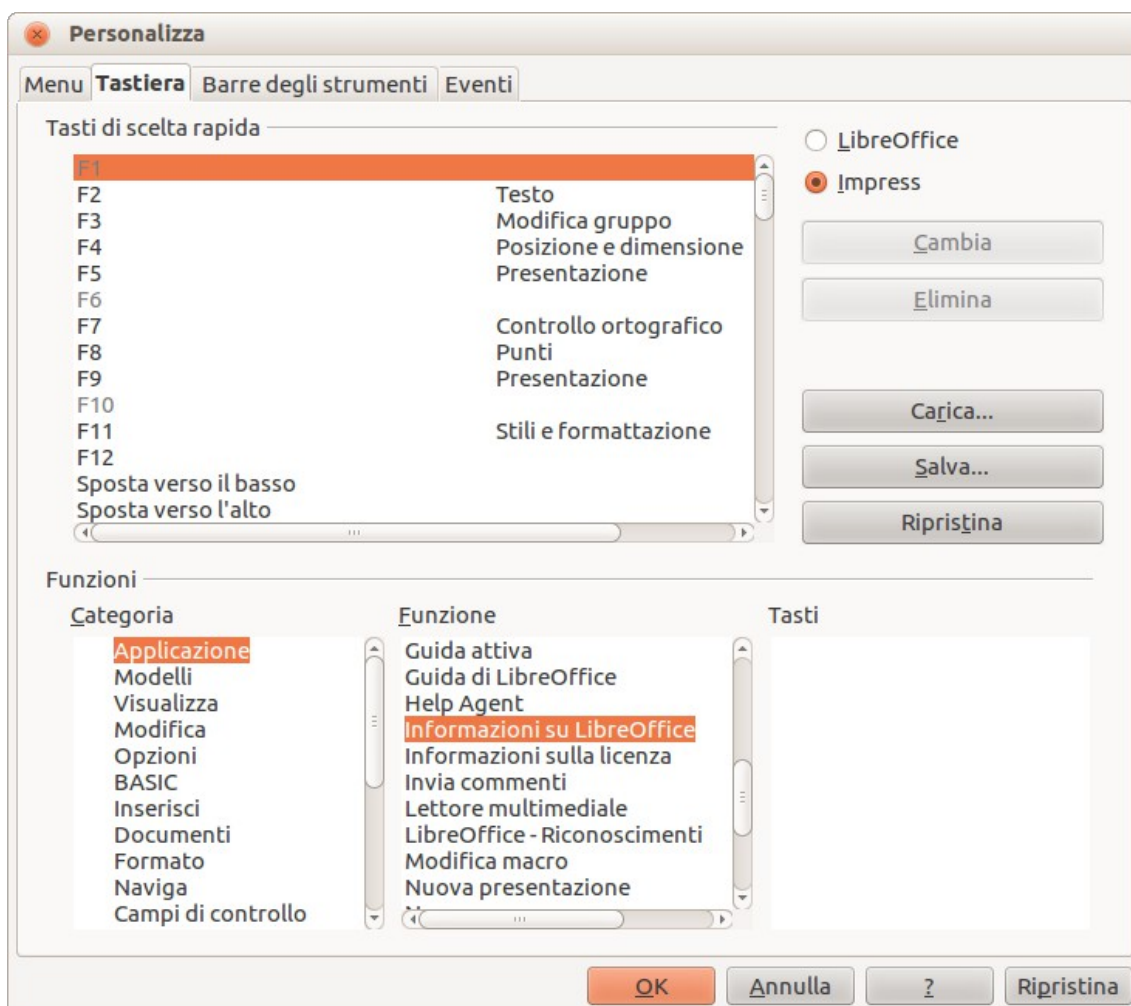 Personalizza
Menu Tastiera Barre degli strumenti Eventi
Tasti di scelta rapida
F1
F2 Testo
F3 Modifica gruppo
F4 Posizione e dimensione
F5 Presentazione
F6
F7 Controllo ortografico
F8 Punti
F9 Presentazione
F10
F11 Stili e formattazione
F12
Sposta verso il basso
Sposta verso l'alto
LibreOffice
Impress
Cambia
Elimina
Carica...
Salva...
Ripristina
Funzioni
Categoria
Applicazione
Modelli
Visualizza
Modifica
Opzioni
BASIC
Inserisci
Documenti
Formato
Naviga
Campi di controllo
Funzione
Guida attiva
Guida di LibreOffice
Help Agent
Informazioni su LibreOffice
Informazioni sulla licenza
Invia commenti
Lettore multimediale
LibreOffice - Riconoscimenti
Modifica macro
Nuova presentazione
Tasti
OK Annulla ? Ripristina